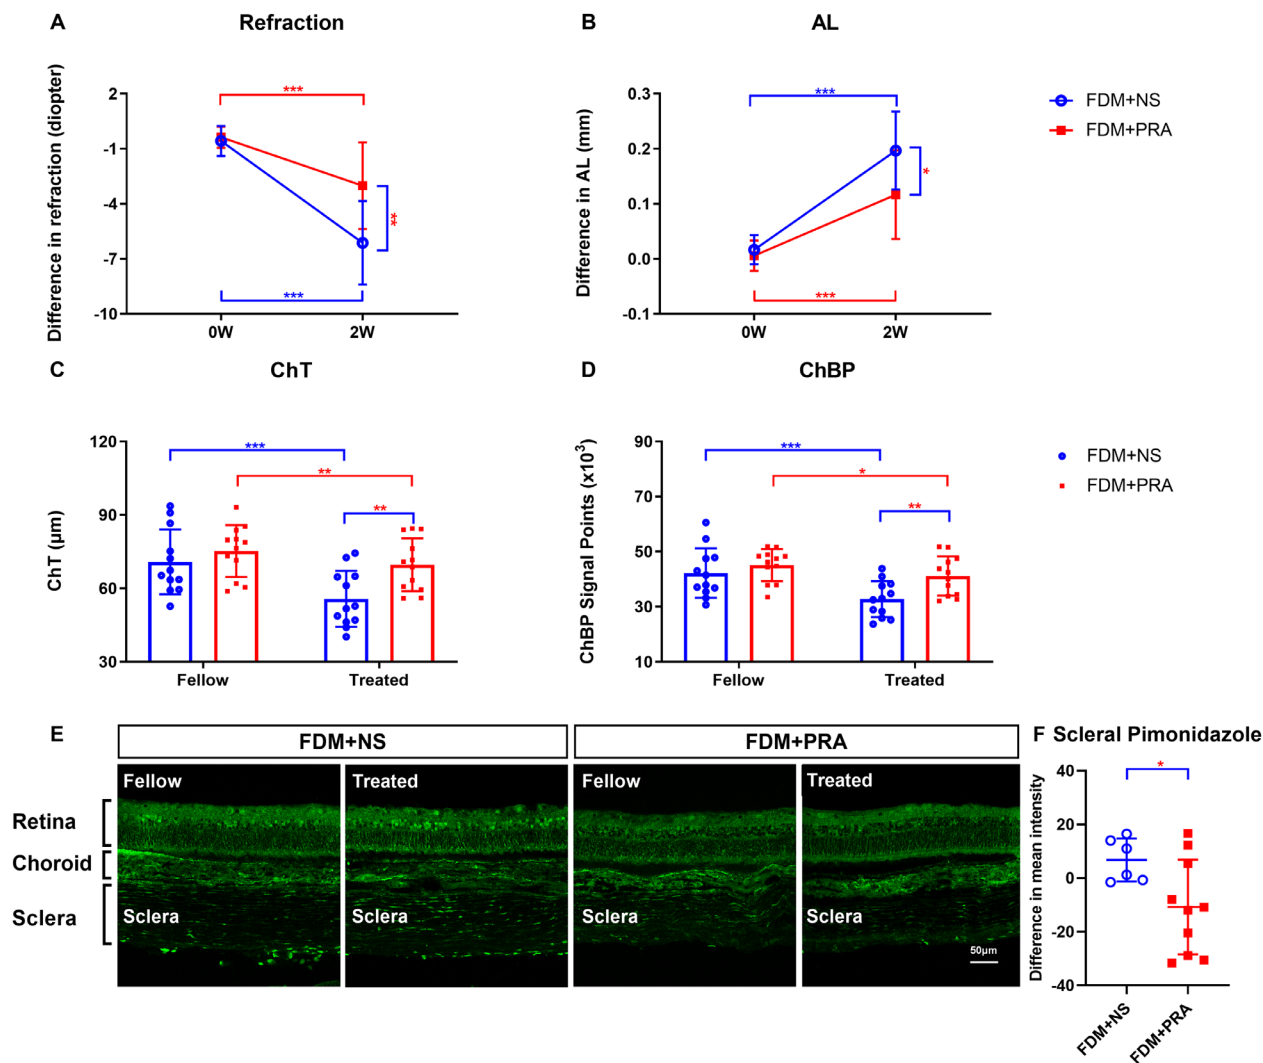 A Refraction
Difference in refraction (diopter)
2
-1
-4
-7
-10
***
**
***
0W 2W
B AL
Difference in AL (mm)
0.3
0.2
0.1
0.0
-0.1
***
*
***
0W 2W
FDM+NS
FDM+PRA
C ChT
ChT (μm)
120
90
60
30
***
**
**
Fellow Treated
D ChBP
ChBP Signal Points (x10³)
90
70
50
30
10
***
*
**
Fellow Treated
FDM+NS
FDM+PRA
E
FDM+NS FDM+PRA
Fellow Treated Fellow Treated
Retina
Choroid
Sclera
Sclera Sclera Sclera Sclera
50μm
F Scleral Pimonidazole
Difference in mean intensity
40
20
0
-20
-40
*
FDM+NS FDM+PRA